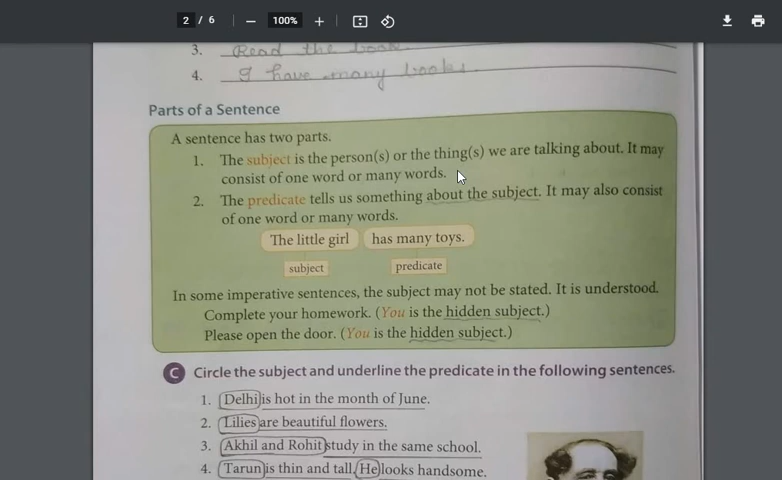 2 / 6 — 100% +
3. Read the book.
4. I have many books.
Parts of a Sentence
A sentence has two parts.
1. The subject is the person(s) or the thing(s) we are talking about. It may
consist of one word or many words.
2. The predicate tells us something about the subject. It may also consist
of one word or many words.
The little girl has many toys.
subject predicate
In some imperative sentences, the subject may not be stated. It is understood.
Complete your homework. (You is the hidden subject.)
Please open the door. (You is the hidden subject.)
C Circle the subject and underline the predicate in the following sentences.
1. Delhi is hot in the month of June.
2. Lilies are beautiful flowers.
3. Akhil and Rohit study in the same school.
4. Tarun is thin and tall. He looks handsome.